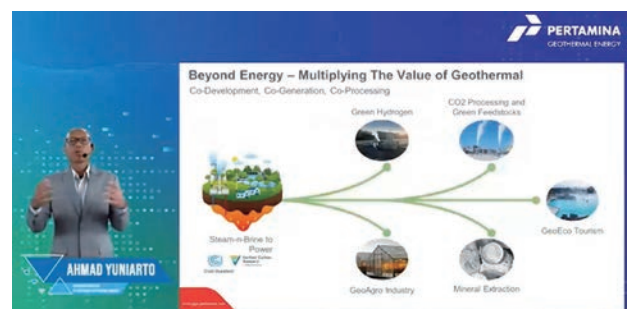 PERTAMINA
GEOTHERMAL ENERGY
Beyond Energy – Multiplying The Value of Geothermal
Co-Development, Co-Generation, Co-Processing
Green Hydrogen
CO2 Processing and
Green Feedstocks
GeoEco Tourism
Steam-n-Brine to
Power
GeoAgro Industry
Mineral Extraction
AHMAD YUNIARTO